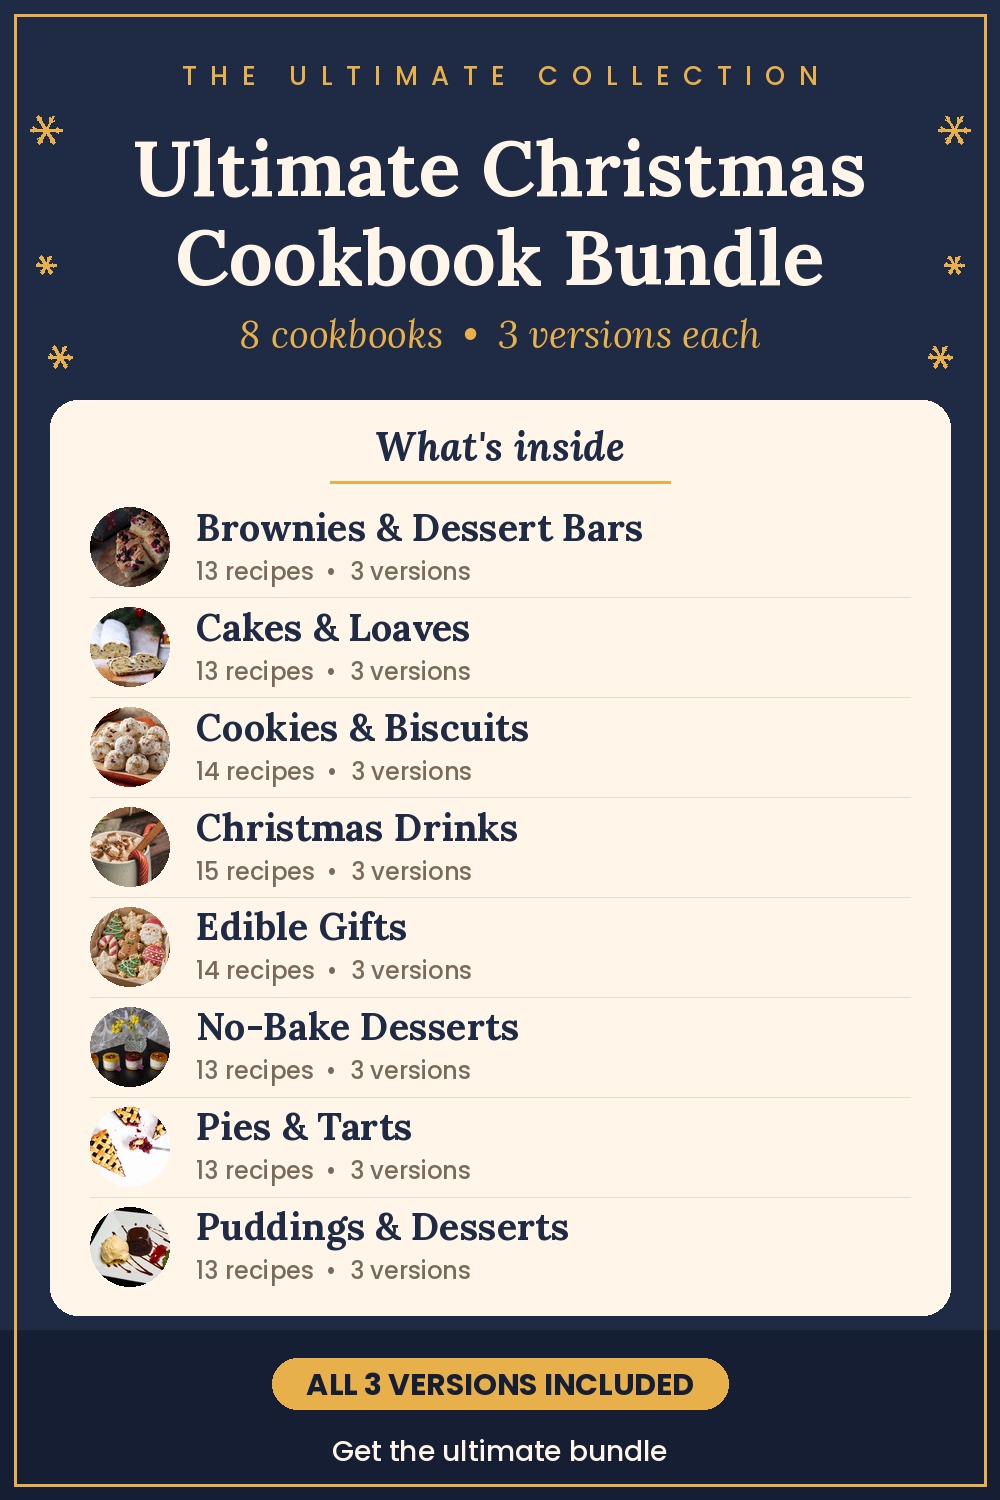 THE ULTIMATE COLLECTION
Ultimate Christmas
Cookbook Bundle
8 cookbooks • 3 versions each
What's inside
Brownies & Dessert Bars
13 recipes • 3 versions
Cakes & Loaves
13 recipes • 3 versions
Cookies & Biscuits
14 recipes • 3 versions
Christmas Drinks
15 recipes • 3 versions
Edible Gifts
14 recipes • 3 versions
No-Bake Desserts
13 recipes • 3 versions
Pies & Tarts
13 recipes • 3 versions
Puddings & Desserts
13 recipes • 3 versions
ALL 3 VERSIONS INCLUDED
Get the ultimate bundle